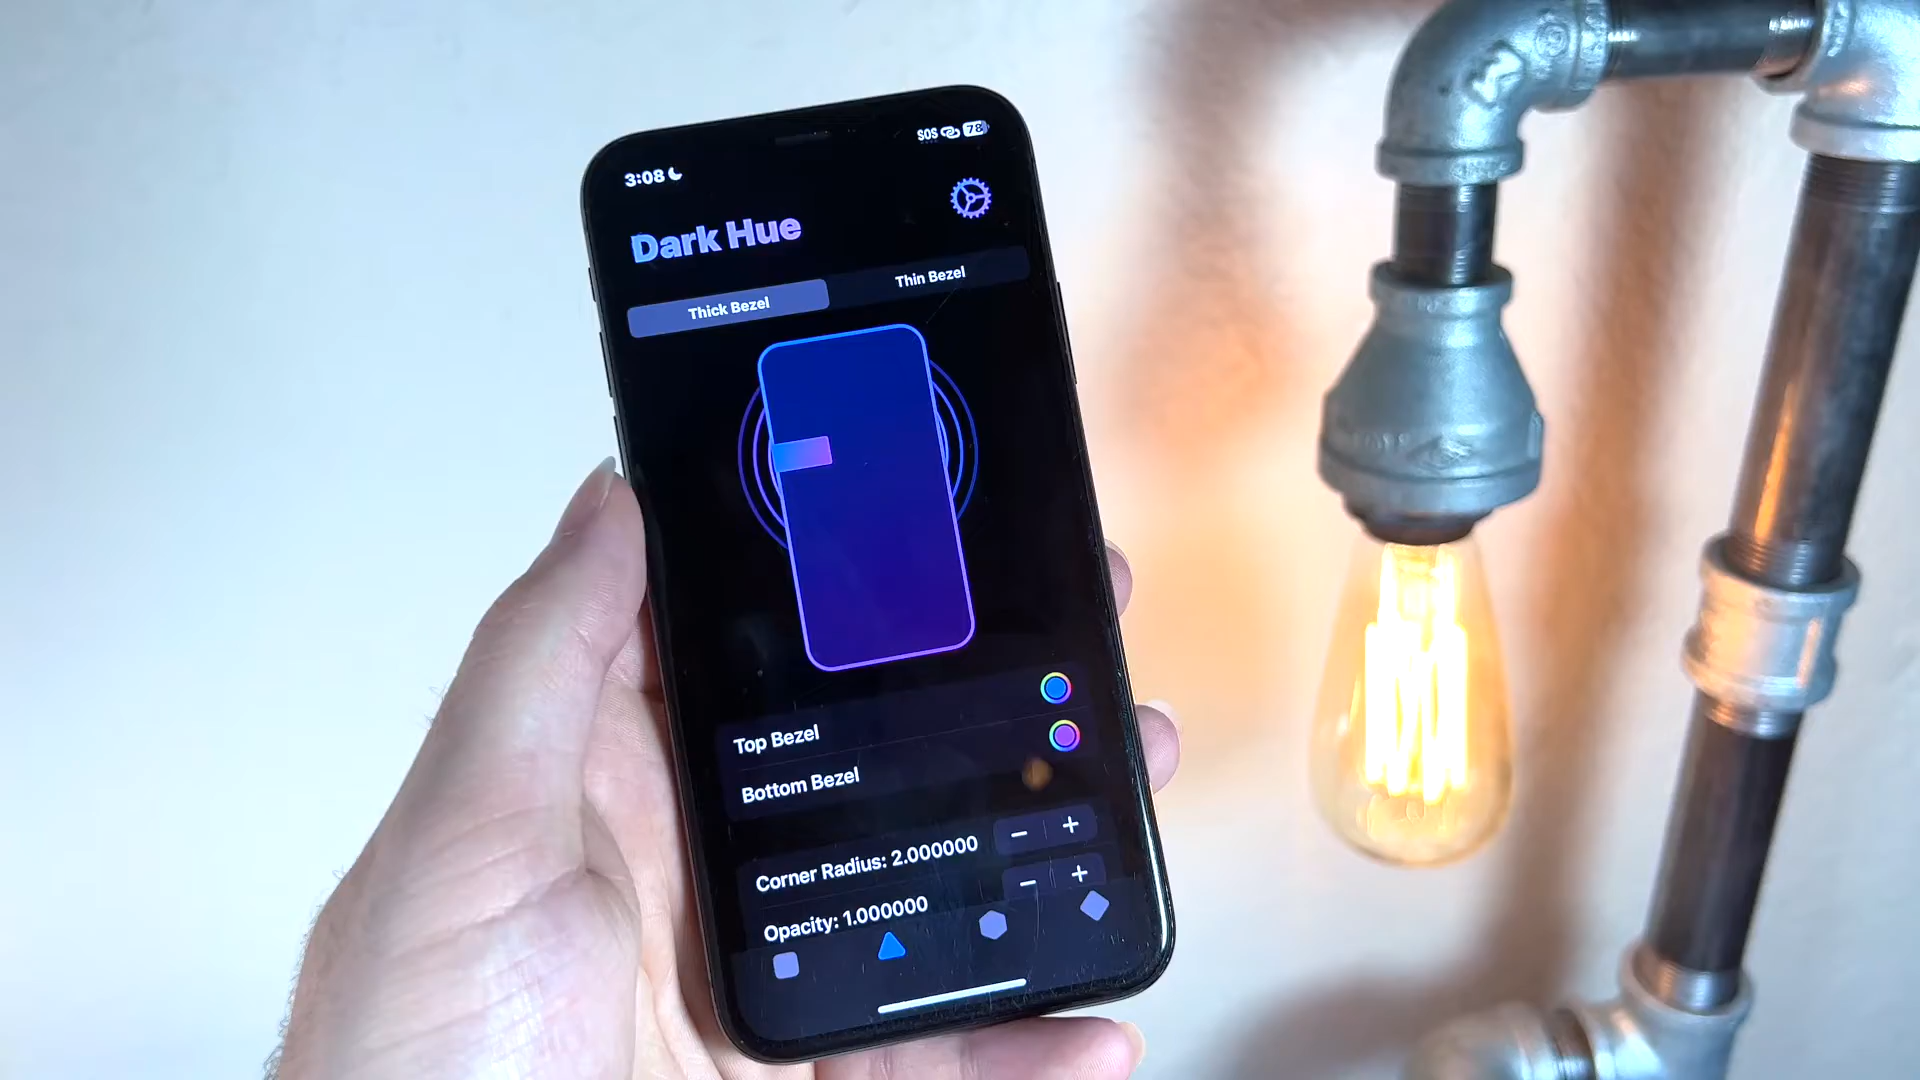 3:08
SOS 78
Dark Hue
Thick Bezel
Thin Bezel
Top Bezel
Bottom Bezel
Corner Radius: 2.000000
− +
Opacity: 1.000000
− +